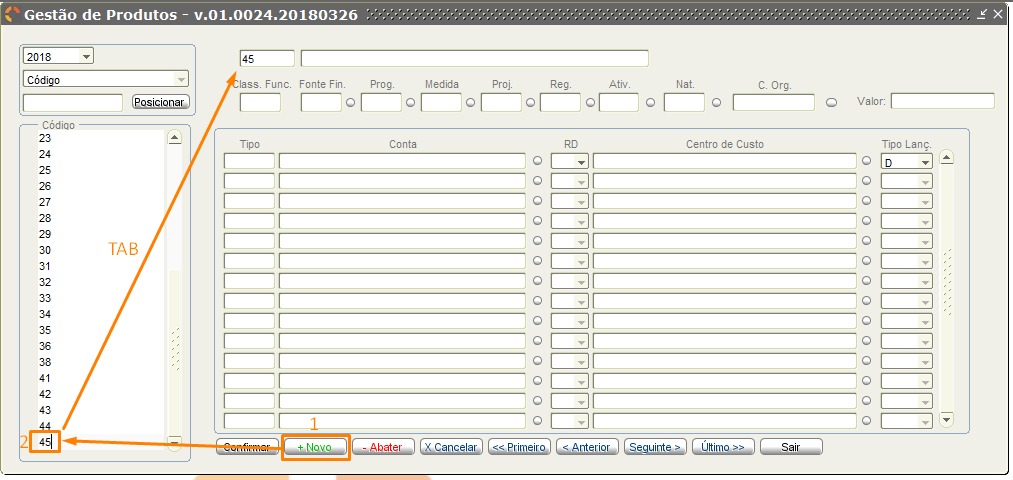 Gestão de Produtos - v.01.0024.20180326
2018
Código
Posicionar
45
Class. Func. Fonte Fin. Prog. Medida Proj. Reg. Ativ. Nat. C. Org. Valor:
Código
23
24
25
26
27
28
29
30
31
32
33
34
35
36
38
41
42
43
44
45
TAB
Tipo Conta RD Centro de Custo Tipo Lanç.
D
1
2
Confirmar + Novo - Abater X Cancelar << Primeiro < Anterior Seguinte > Último >> Sair